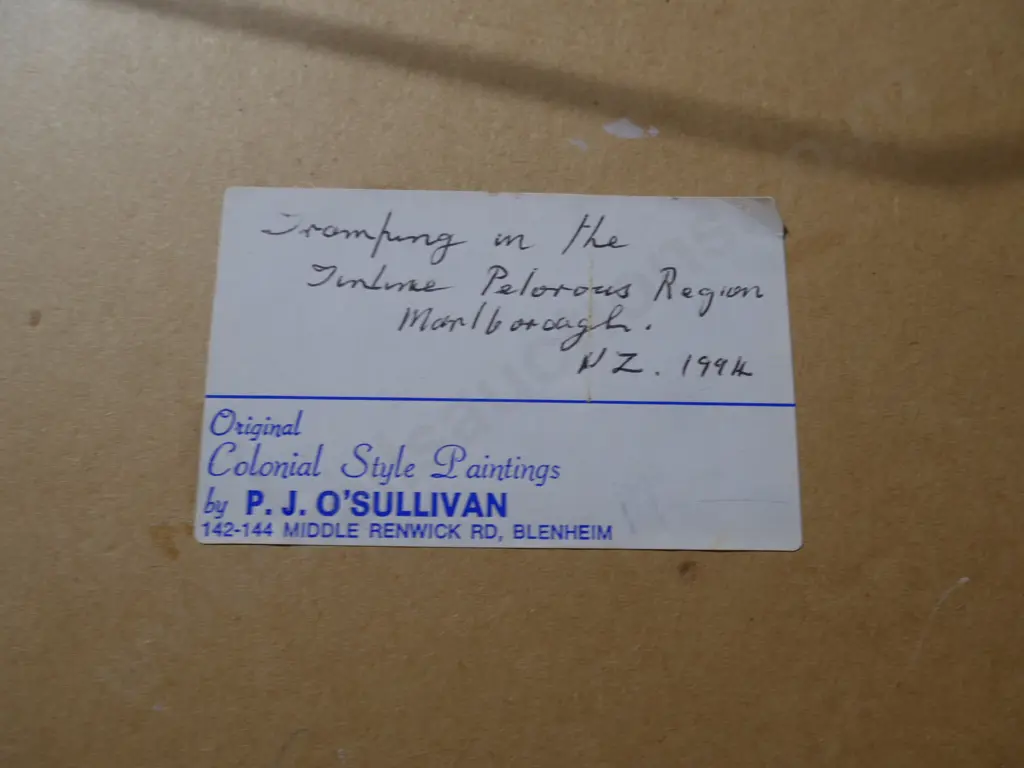 Tramping in the
Tinline Pelorous Region
Marlborough.
NZ. 1994
Original
Colonial Style Paintings
by P. J. O'SULLIVAN
142-144 MIDDLE RENWICK RD, BLENHEIM